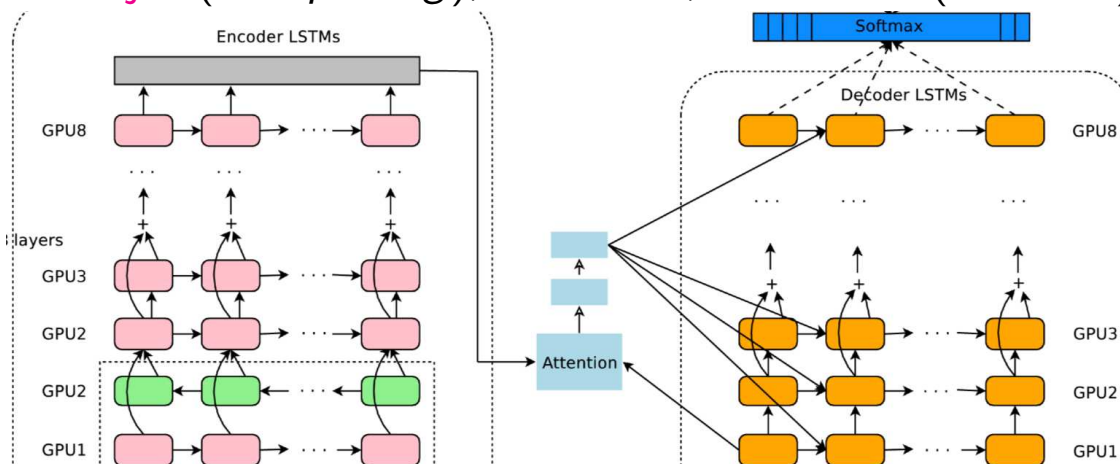 Encoder LSTMs
Softmax
Decoder LSTMs
GPU8
GPU8
...
...
...
...
...
+
+
+
layers
GPU3
+
+
+
GPU2
GPU3
Attention
GPU2
GPU2
GPU1
GPU1